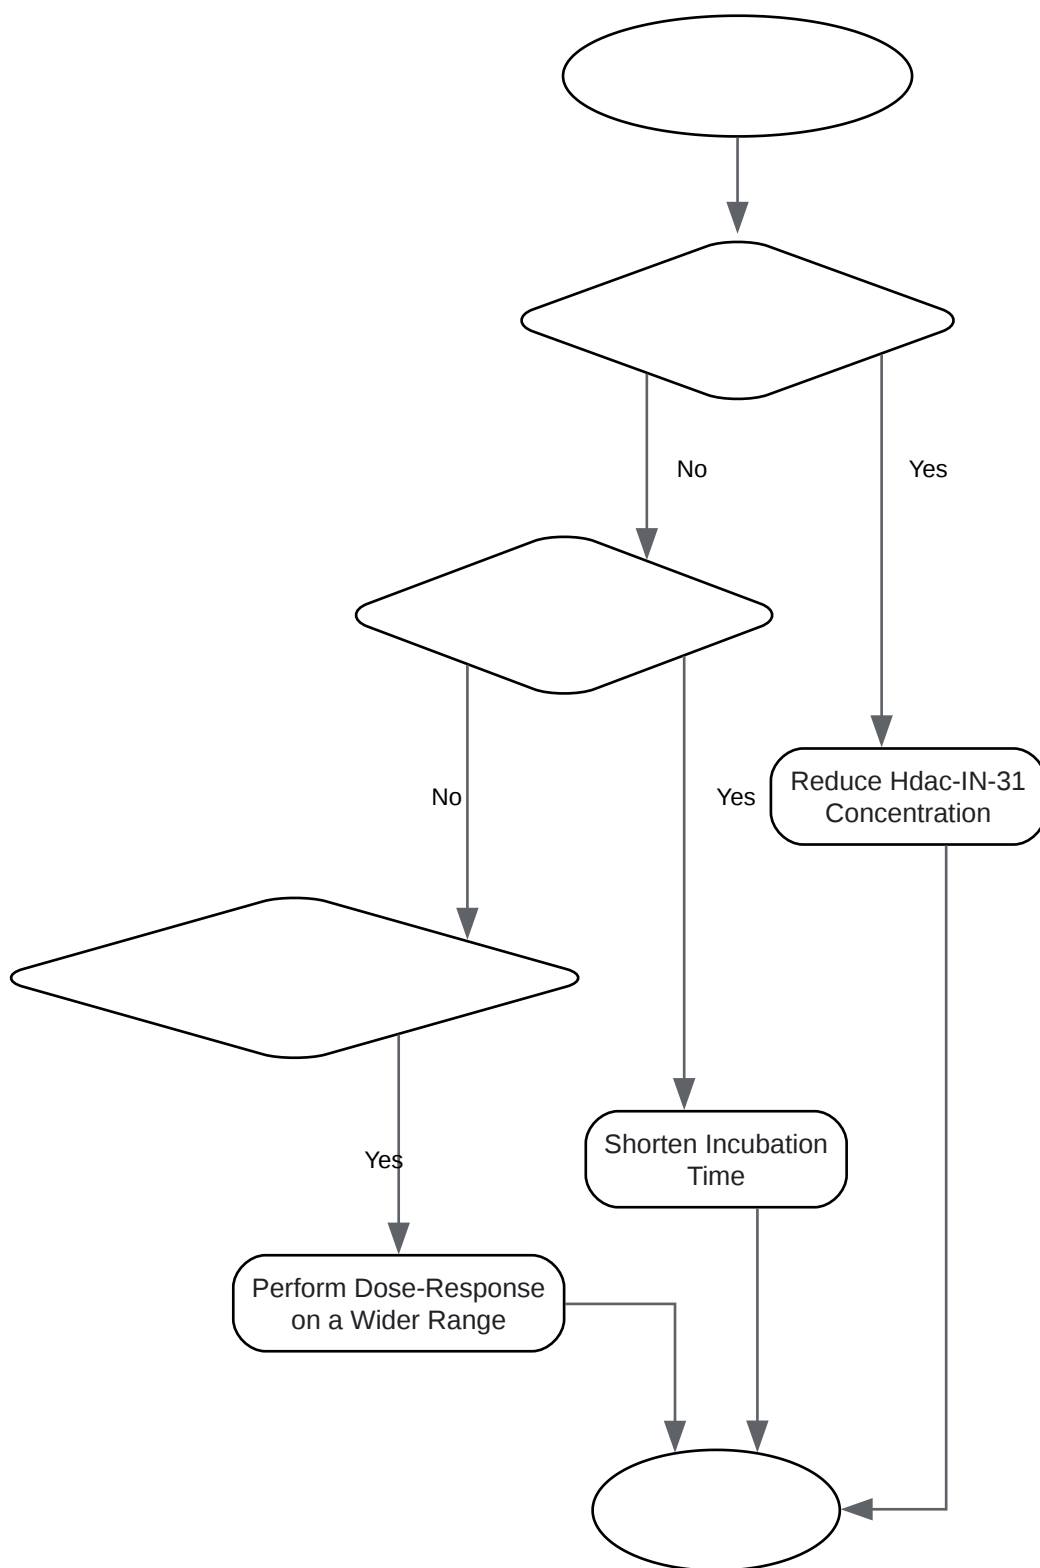 No
Yes
Reduce Hdac-IN-31
Concentration
No
Yes
Shorten Incubation
Time
Yes
Perform Dose-Response
on a Wider Range